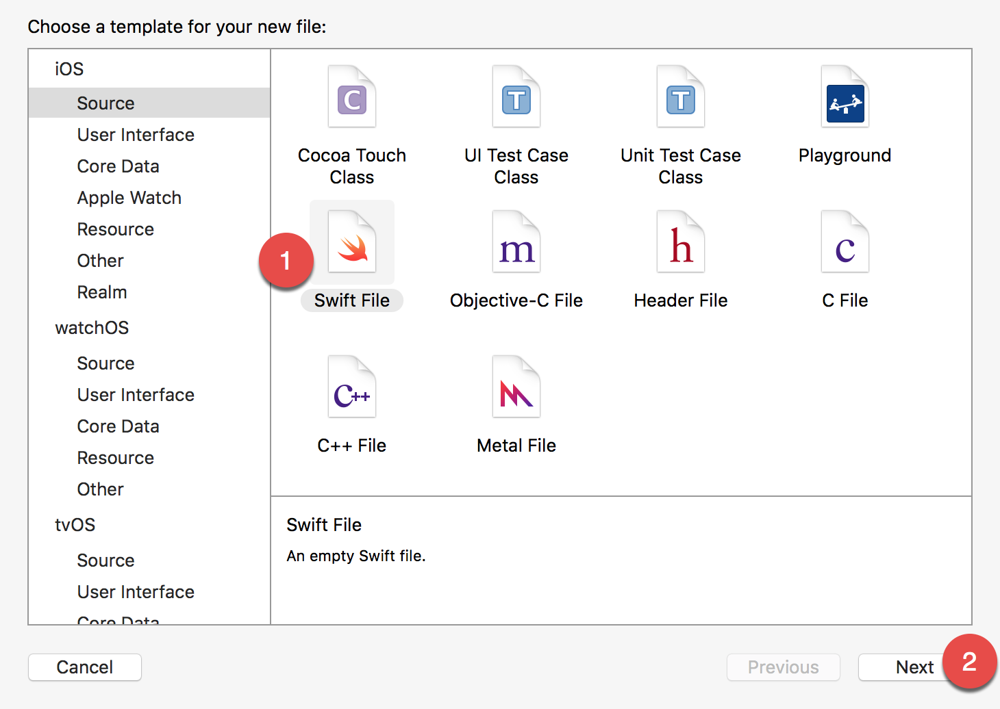 Choose a template for your new file:
iOS
Source
User Interface
Core Data
Apple Watch
Resource
Other
Realm
watchOS
Source
User Interface
Core Data
Resource
Other
tvOS
Source
User Interface
Core Data
C
Cocoa Touch
Class
T
UI Test Case
Class
T
Unit Test Case
Class
Playground
1
Swift File
m
Objective-C File
h
Header File
c
C File
C++
C++ File
Metal File
Swift File
An empty Swift file.
Cancel
Previous
Next
2